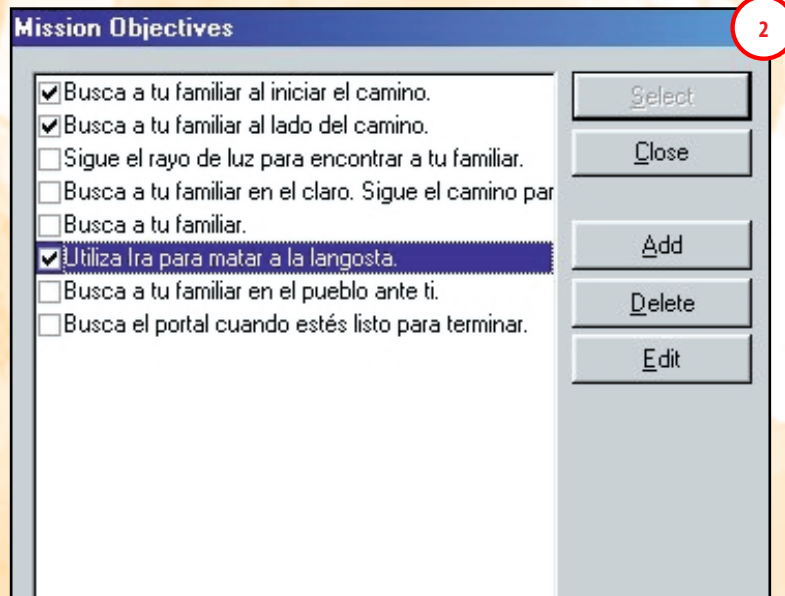 Mission Objectives
2
Busca a tu familiar al iniciar el camino.
Busca a tu familiar al lado del camino.
Sigue el rayo de luz para encontrar a tu familiar.
Busca a tu familiar en el claro. Sigue el camino par
Busca a tu familiar.
Utiliza Ira para matar a la langosta.
Busca a tu familiar en el pueblo ante ti.
Busca el portal cuando estés listo para terminar.
Select
Close
Add
Delete
Edit